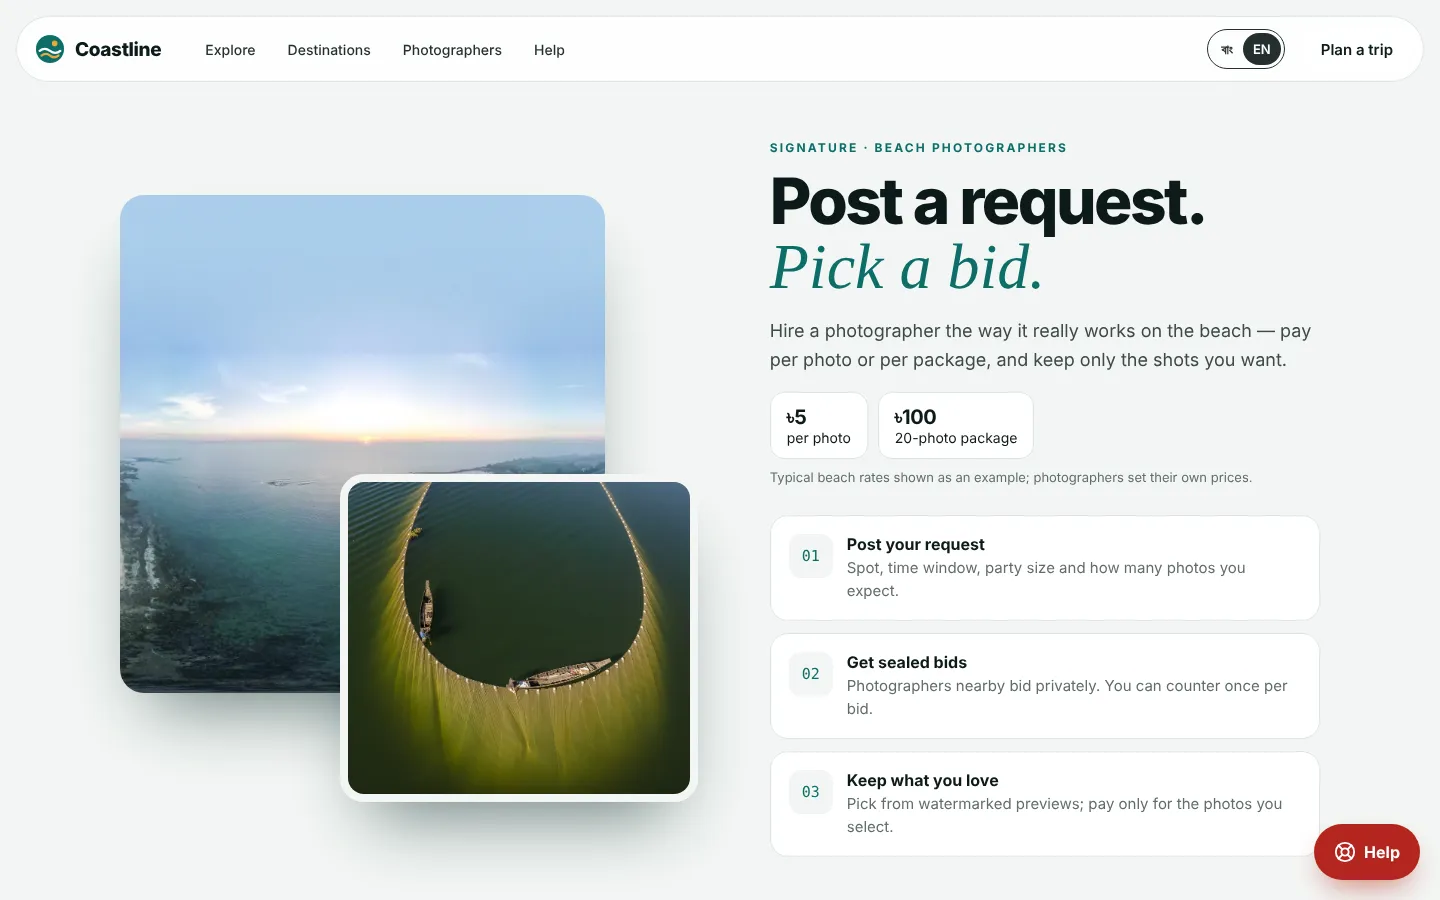 Coastline
Explore
Destinations
Photographers
Help
বাং
EN
Plan a trip
SIGNATURE · BEACH PHOTOGRAPHERS
Post a request.
Pick a bid.
Hire a photographer the way it really works on the beach — pay
per photo or per package, and keep only the shots you want.
৳5
per photo
৳100
20-photo package
Typical beach rates shown as an example; photographers set their own prices.
01
Post your request
Spot, time window, party size and how many photos you
expect.
02
Get sealed bids
Photographers nearby bid privately. You can counter once per
bid.
03
Keep what you love
Pick from watermarked previews; pay only for the photos you
select.
Help